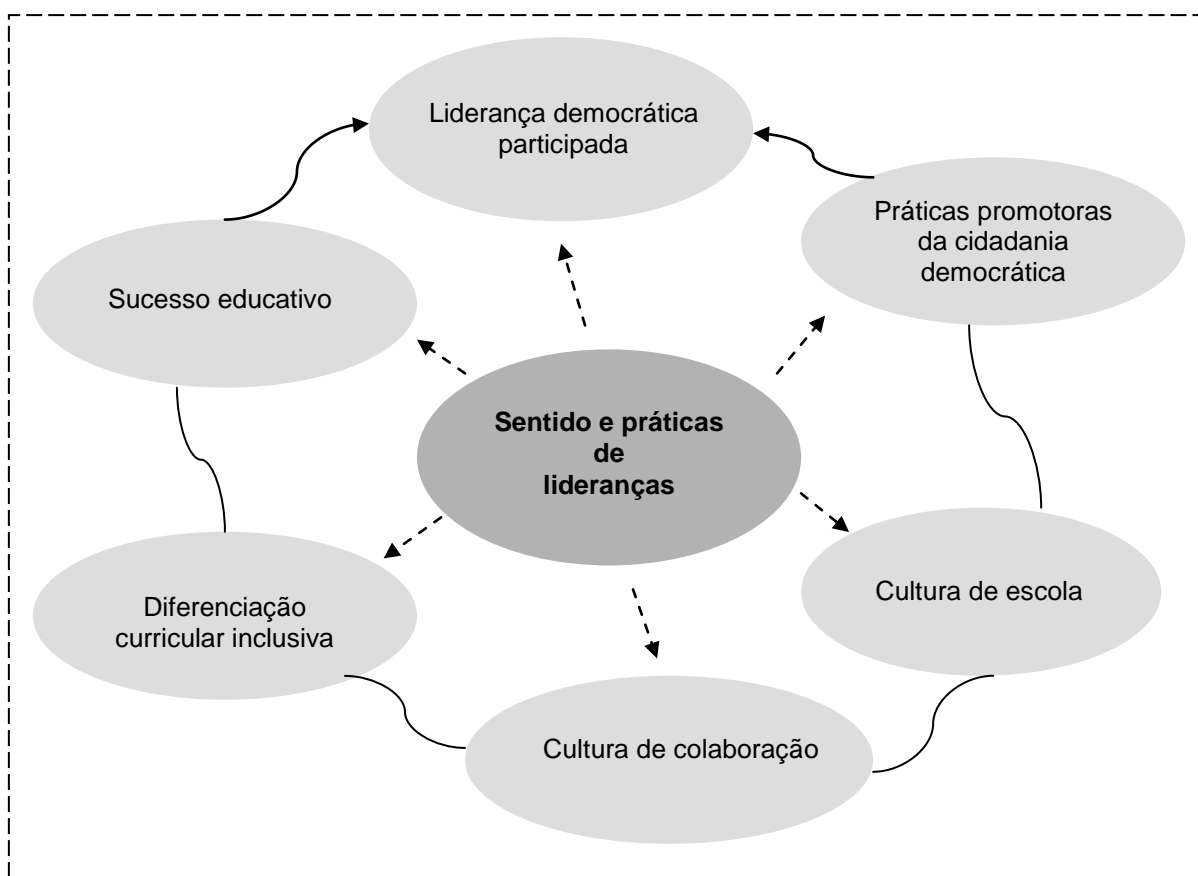 Liderança democrática
participada
Práticas promotoras
da cidadania
democrática
Sucesso educativo
Sentido e práticas
de
lideranças
Cultura de escola
Diferenciação
curricular inclusiva
Cultura de colaboração